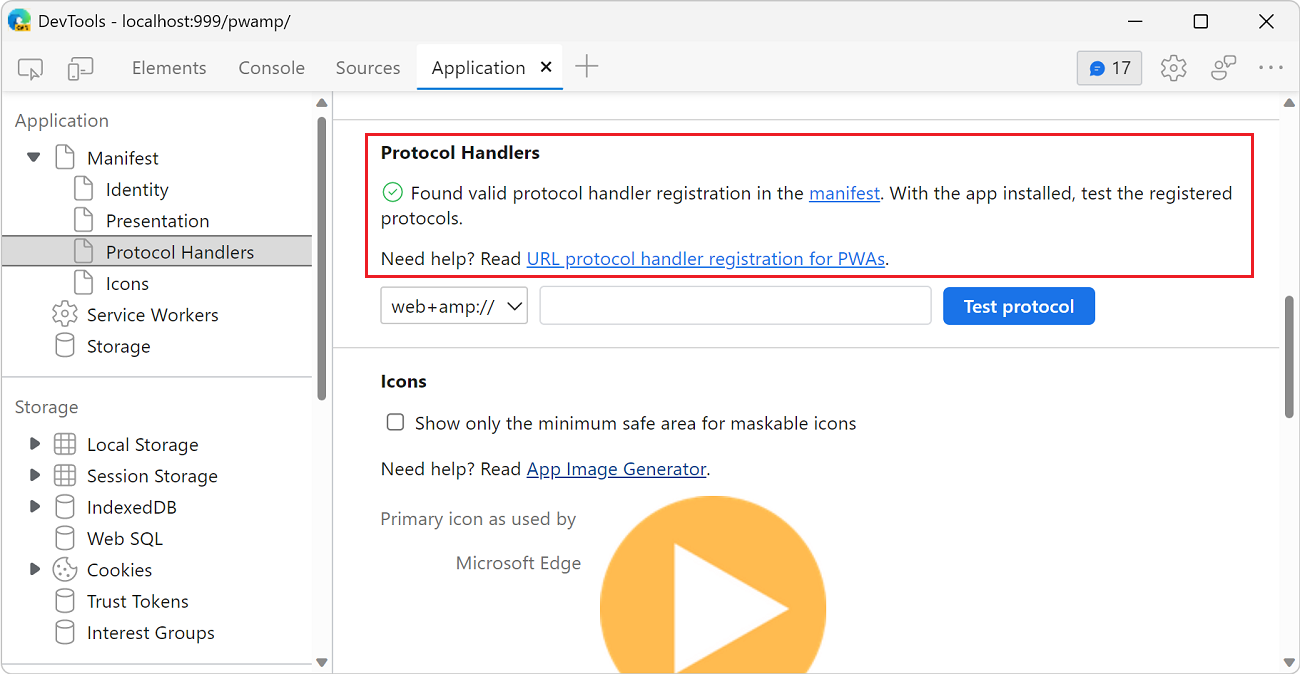 DevTools - localhost:999/pwamp/
Elements
Console
Sources
Application
17
Application
Manifest
Identity
Presentation
Protocol Handlers
Icons
Service Workers
Storage
Storage
Local Storage
Session Storage
IndexedDB
Web SQL
Cookies
Trust Tokens
Interest Groups
Protocol Handlers
Found valid protocol handler registration in the manifest. With the app installed, test the registered
protocols.
Need help? Read URL protocol handler registration for PWAs.
web+amp://
Test protocol
Icons
Show only the minimum safe area for maskable icons
Need help? Read App Image Generator.
Primary icon as used by
Microsoft Edge